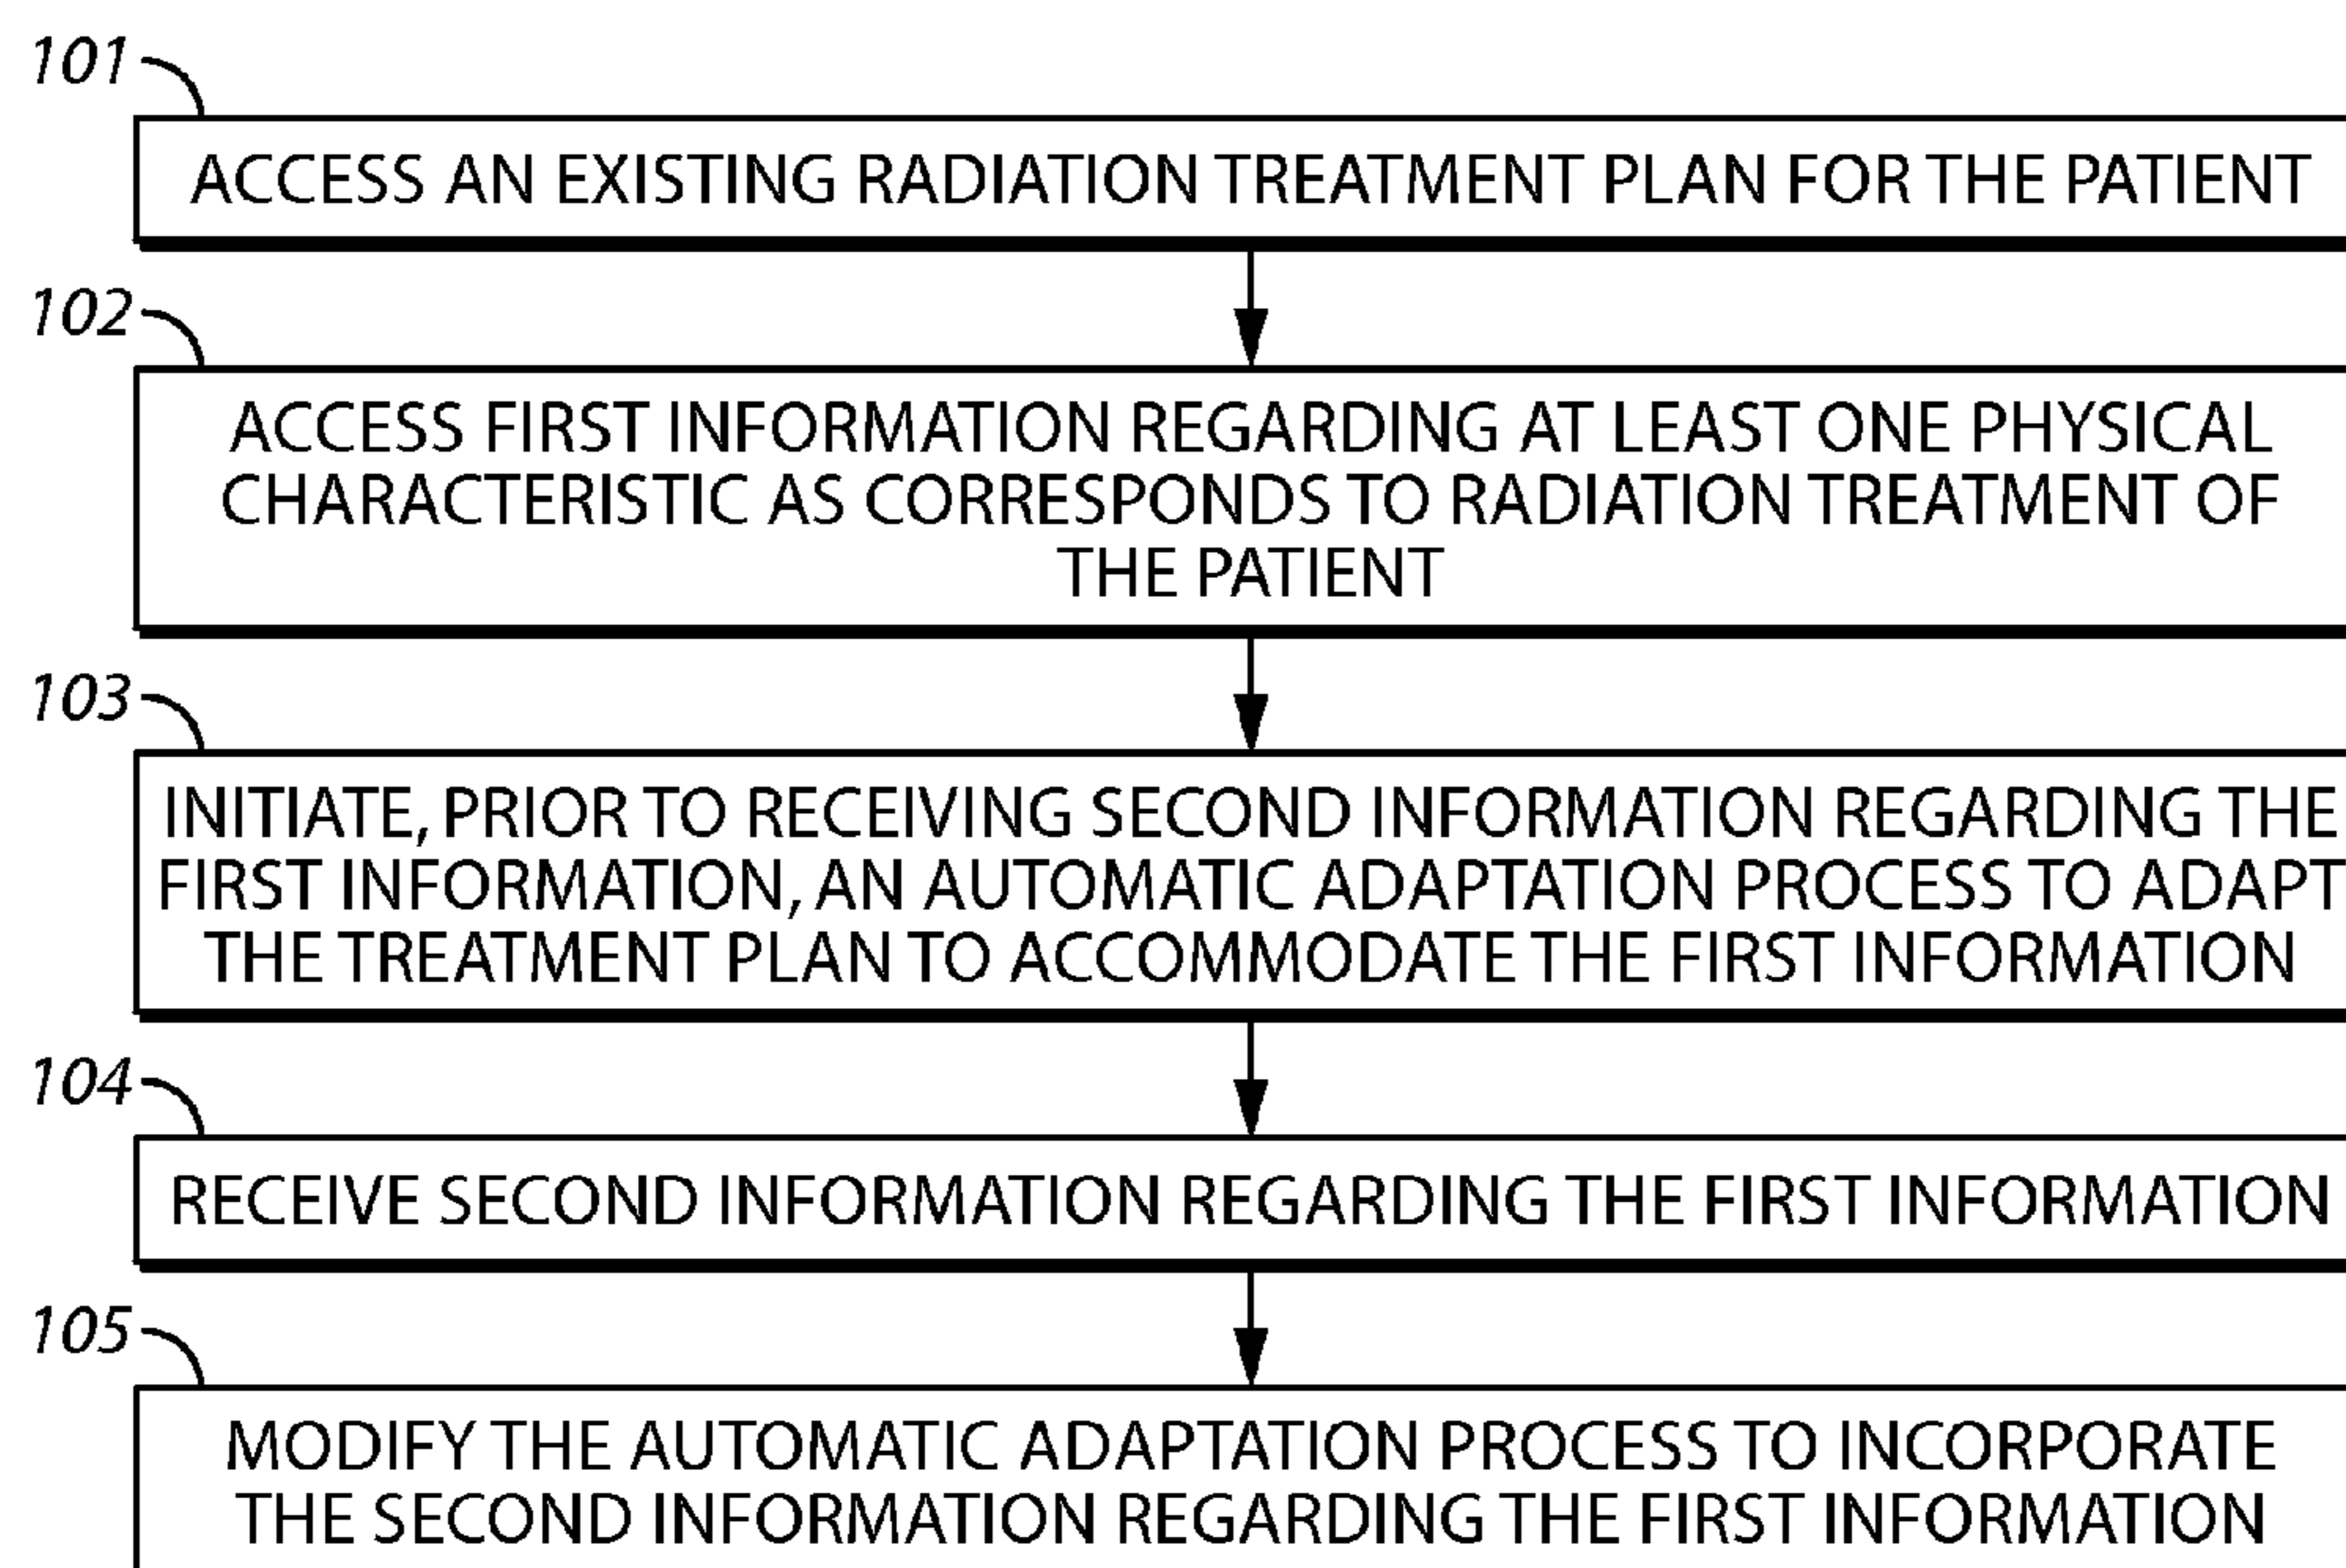 101
ACCESS AN EXISTING RADIATION TREATMENT PLAN FOR THE PATIENT
102
ACCESS FIRST INFORMATION REGARDING AT LEAST ONE PHYSICAL
CHARACTERISTIC AS CORRESPONDS TO RADIATION TREATMENT OF
THE PATIENT
103
INITIATE, PRIOR TO RECEIVING SECOND INFORMATION REGARDING THE
FIRST INFORMATION, AN AUTOMATIC ADAPTATION PROCESS TO ADAPT
THE TREATMENT PLAN TO ACCOMMODATE THE FIRST INFORMATION
104
RECEIVE SECOND INFORMATION REGARDING THE FIRST INFORMATION
105
MODIFY THE AUTOMATIC ADAPTATION PROCESS TO INCORPORATE
THE SECOND INFORMATION REGARDING THE FIRST INFORMATION